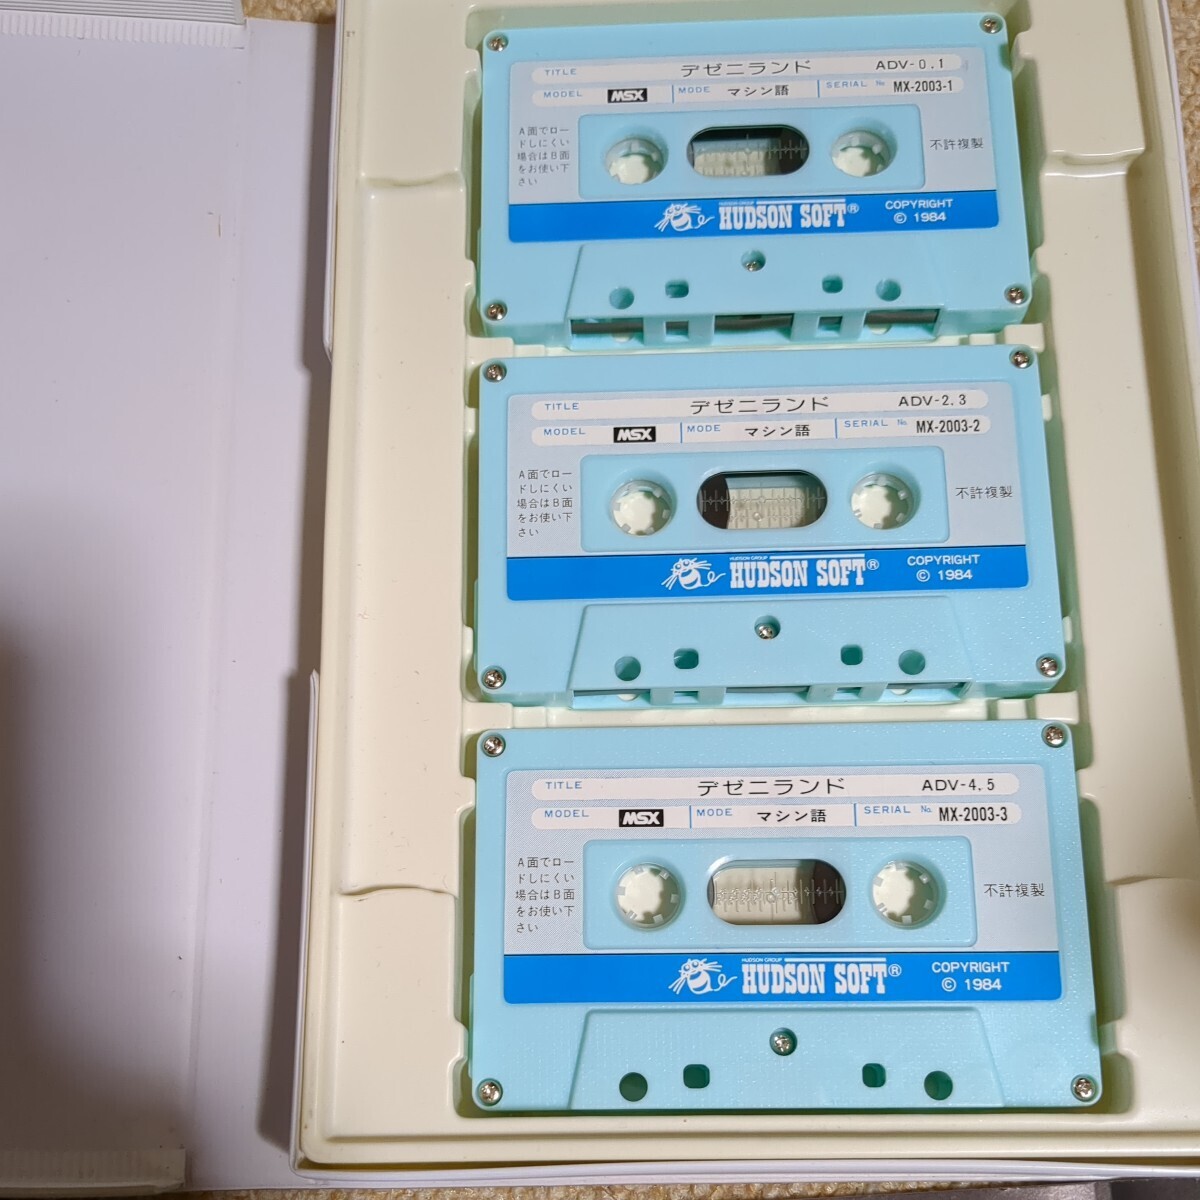 TITLE デゼニランド ADV-0.1
MODEL MSX MODE マシン語 SERIAL No. MX-2003-1
A面でロー
ドしにくい
場合はB面
をお使い下
さい
不許複製
HUDSON GROUP
HUDSON SOFT® COPYRIGHT
© 1984
TITLE デゼニランド ADV-2.3
MODEL MSX MODE マシン語 SERIAL No. MX-2003-2
A面でロー
ドしにくい
場合はB面
をお使い下
さい
不許複製
HUDSON GROUP
HUDSON SOFT® COPYRIGHT
© 1984
TITLE デゼニランド ADV-4.5
MODEL MSX MODE マシン語 SERIAL No. MX-2003-3
A面でロー
ドしにくい
場合はB面
をお使い下
さい
不許複製
HUDSON GROUP
HUDSON SOFT® COPYRIGHT
© 1984